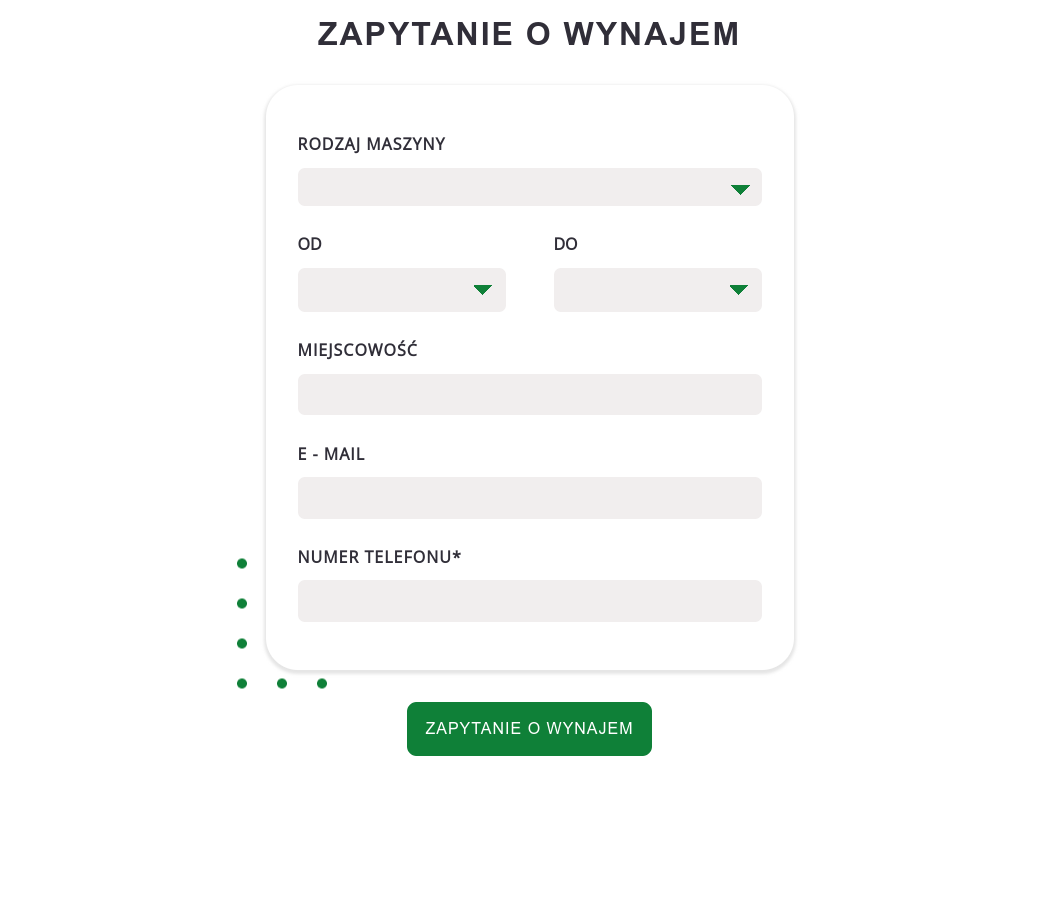 ZAPYTANIE O WYNAJEM
RODZAJ MASZYNY
OD
DO
MIEJSCOWOŚĆ
E - MAIL
NUMER TELEFONU*
ZAPYTANIE O WYNAJEM